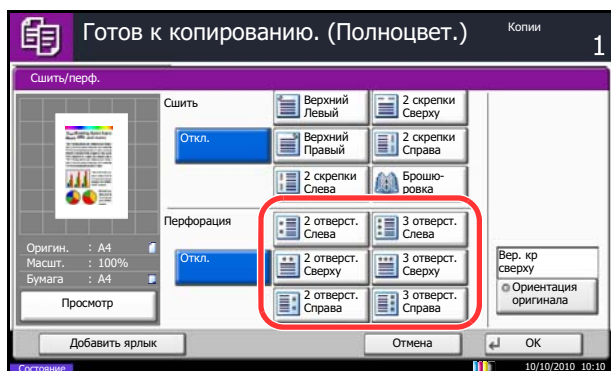 Готов к копированию. (Полноцвет.)
Копии
1
Сшить/перф.
Сшить
Откл.
Верхний
Левый
2 скрепки
Сверху
Верхний
Правый
2 скрепки
Справа
2 скрепки
Слева
Брошю-
ровка
Перфорация
Откл.
2 отверст.
Слева
3 отверст.
Слева
2 отверст.
Сверху
3 отверст.
Сверху
2 отверст.
Справа
3 отверст.
Справа
Оригин. : A4
Масшт. : 100%
Бумага : A4
Просмотр
Вер. кр
сверху
Ориентация
оригинала
Добавить ярлык
Отмена
OK
Состояние
10/10/2010 10:10